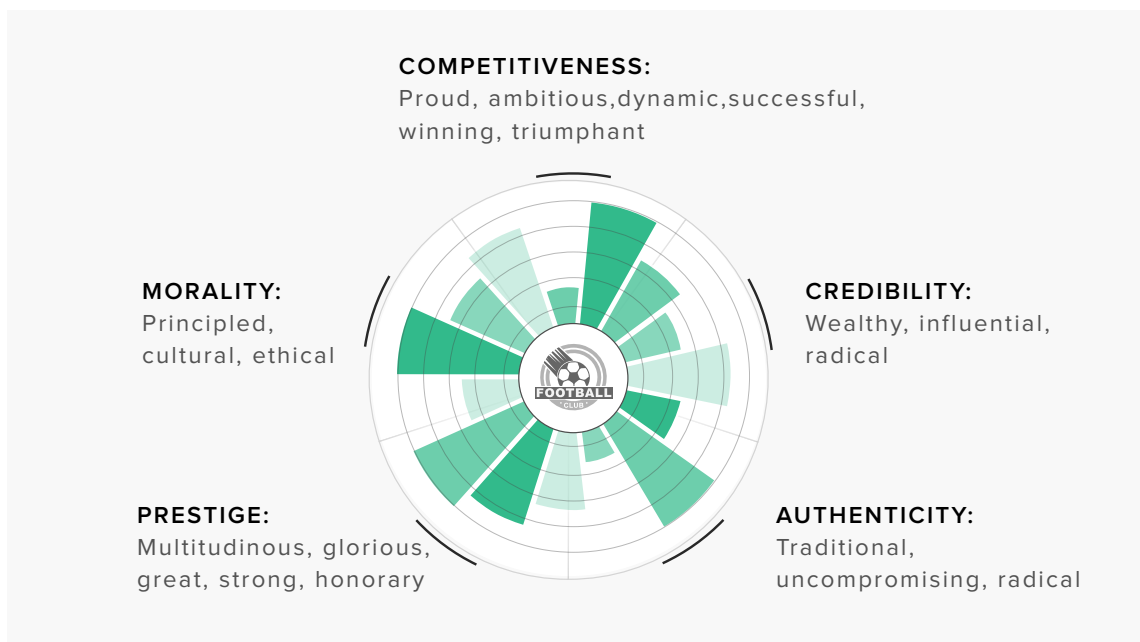 COMPETITIVENESS:
Proud, ambitious,dynamic,successful,
winning, triumphant
MORALITY:
Principled,
cultural, ethical
CREDIBILITY:
Wealthy, influential,
radical
FOOTBALL
CLUB
PRESTIGE:
Multitudinous, glorious,
great, strong, honorary
AUTHENTICITY:
Traditional,
uncompromising, radical